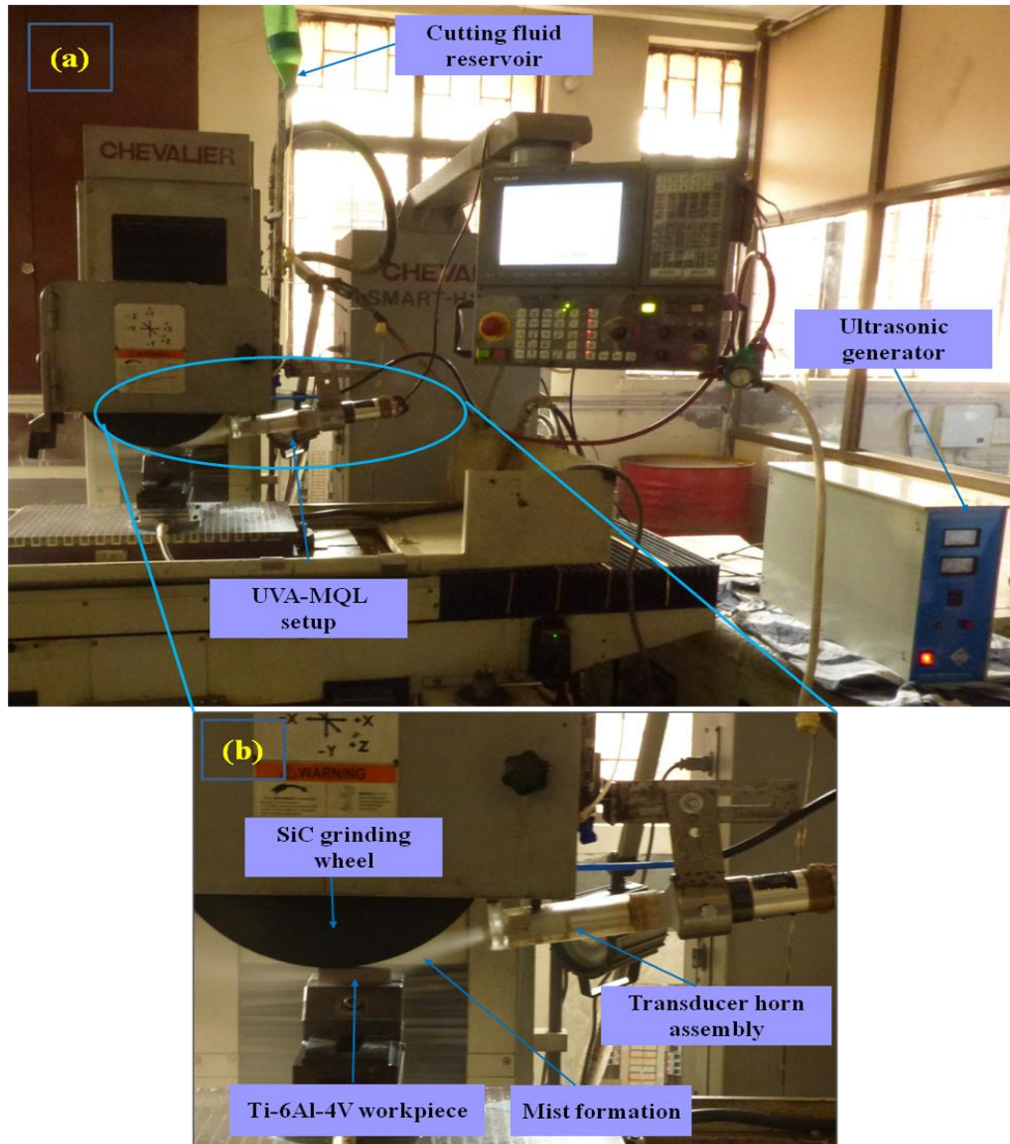 (a)
Cutting fluid
reservoir
CHEVALIER
CHEVAL
SMART-H
Ultrasonic
generator
UVA-MQL
setup
(b)
-X
+X
-Y
+Z
WARNING
SiC grinding
wheel
Transducer horn
assembly
Ti-6Al-4V workpiece
Mist formation